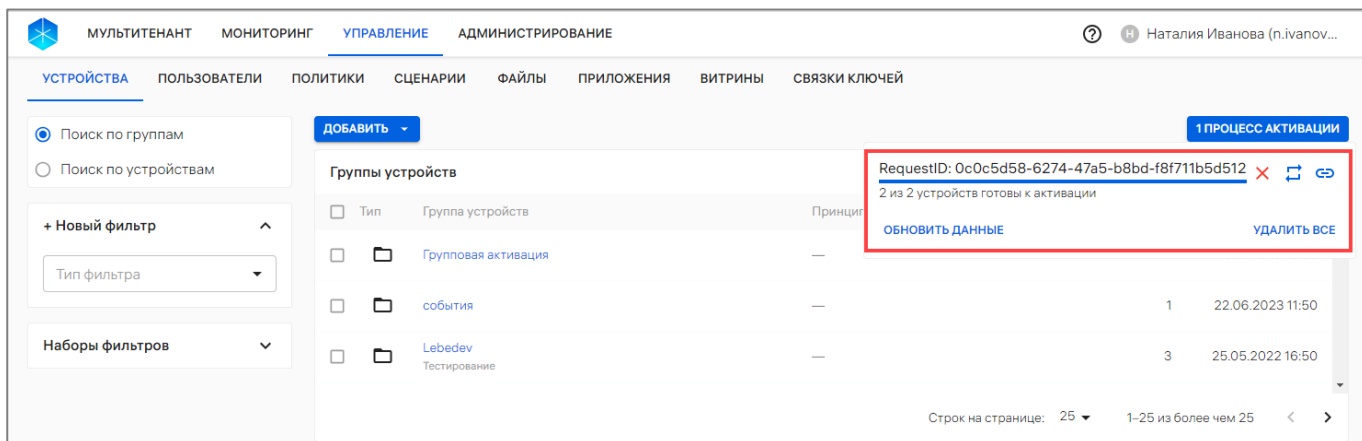 МУЛЬТИТЕНАНТ МОНИТОРИНГ УПРАВЛЕНИЕ АДМИНИСТРИРОВАНИЕ Н Наталия Иванова (n.ivanov...
УСТРОЙСТВА ПОЛЬЗОВАТЕЛИ ПОЛИТИКИ СЦЕНАРИИ ФАЙЛЫ ПРИЛОЖЕНИЯ ВИТРИНЫ СВЯЗКИ КЛЮЧЕЙ
Поиск по группам
Поиск по устройствам
+ Новый фильтр
Тип фильтра
Наборы фильтров
ДОБАВИТЬ 1 ПРОЦЕСС АКТИВАЦИИ
Группы устройств
RequestID: 0c0c5d58-6274-47a5-b8bd-f8f711b5d512
2 из 2 устройств готовы к активации
ОБНОВИТЬ ДАННЫЕ УДАЛИТЬ ВСЕ
Тип Группа устройств Принцип
Групповая активация —
события — 1 22.06.2023 11:50
Lebedev — 3 25.05.2022 16:50
Тестирование
Строк на странице: 25 1–25 из более чем 25